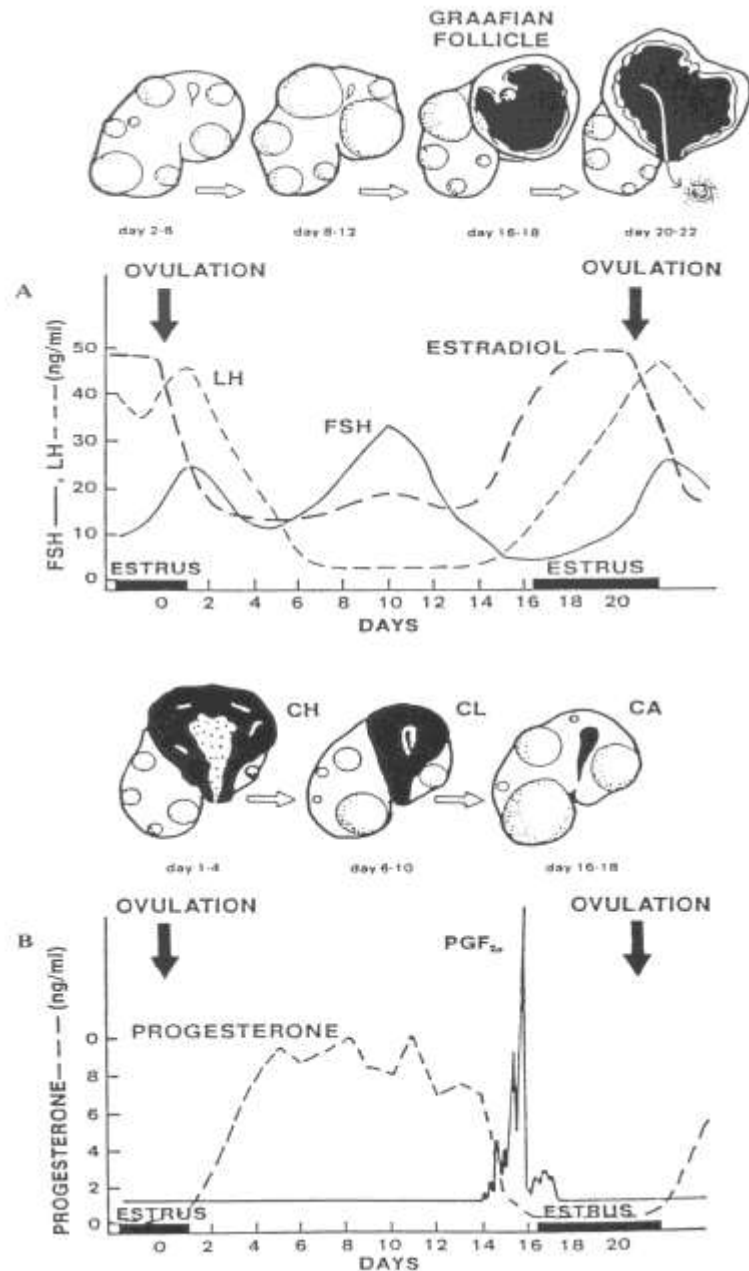 GRAAFIAN
FOLLICLE
day 2-6
day 8-12
day 16-18
day 20-22
A
OVULATION
OVULATION
FSH ——, LH – – – (ng/ml)
50
40
30
20
10
0
LH
FSH
ESTRADIOL
ESTRUS
ESTRUS
0 2 4 6 8 10 12 14 16 18 20
DAYS
CH
CL
CA
day 1-4
day 6-10
day 16-18
OVULATION
OVULATION
B
PGF2α
PROGESTERONE – – – (ng/ml)
0
8
6
4
2
0
PROGESTERONE
ESTRUS
ESTRUS
0 2 4 6 8 10 12 14 16 18 20
DAYS